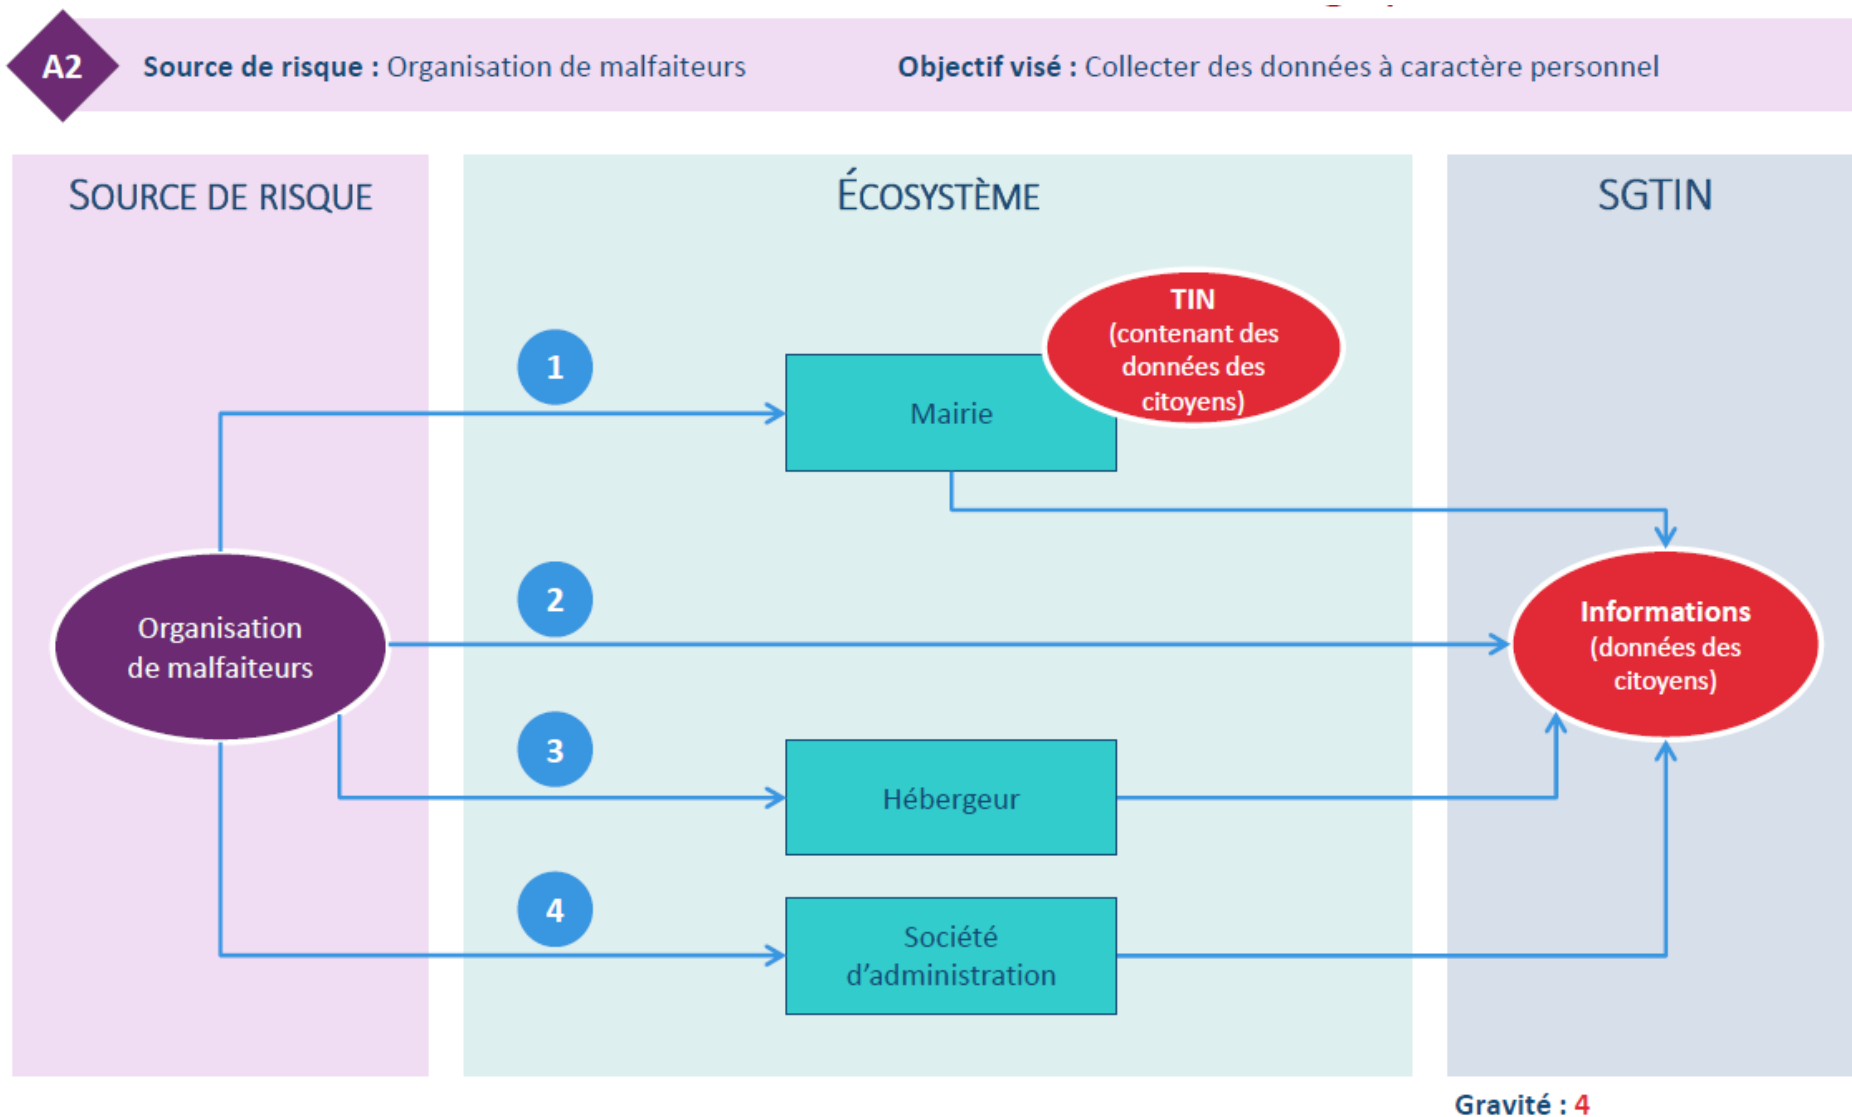 A2
Source de risque : Organisation de malfaiteurs
Objectif visé : Collecter des données à caractère personnel
SOURCE DE RISQUE
ÉCOSYSTÈME
SGTIN
TIN
(contenant des
données des
citoyens)
1
Mairie
2
Organisation
de malfaiteurs
Informations
(données des
citoyens)
3
Hébergeur
4
Société
d'administration
Gravité : 4